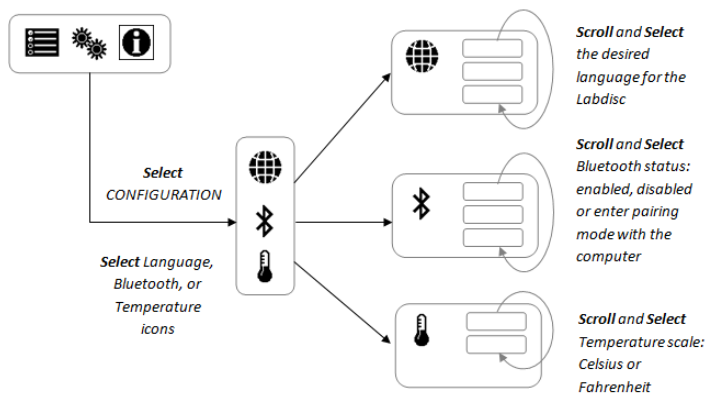 Select
CONFIGURATION
Select Language,
Bluetooth, or
Temperature
icons
Scroll and Select
the desired
language for the
Labdisc
Scroll and Select
Bluetooth status:
enabled, disabled
or enter pairing
mode with the
computer
Scroll and Select
Temperature scale:
Celsius or
Fahrenheit